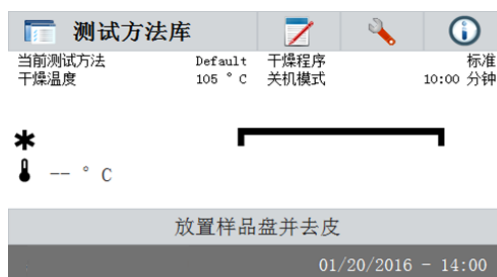 测试方法库
当前测试方法 Default 干燥程序 标准
干燥温度 105 °C 关机模式 10:00 分钟
-- °C
放置样品盘并去皮
01/20/2016 - 14:00